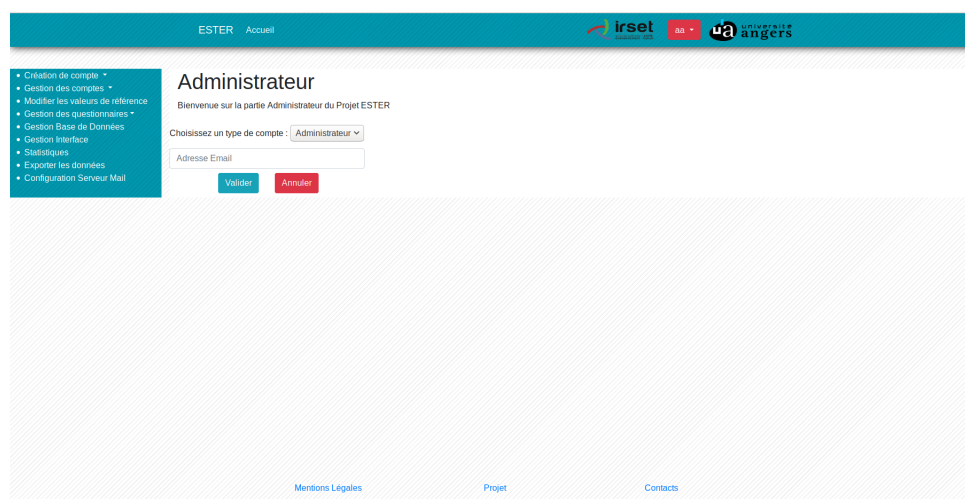 ESTER Accueil irset aa ua université angers
Création de compte
Gestion des comptes
Modifier les valeurs de référence
Gestion des questionnaires
Gestion Base de Données
Gestion Interface
Statistiques
Exporter les données
Configuration Serveur Mail
Administrateur
Bienvenue sur la partie Administrateur du Projet ESTER
Choisissez un type de compte : Administrateur
Adresse Email
Valider Annuler
Mentions Légales Projet Contacts